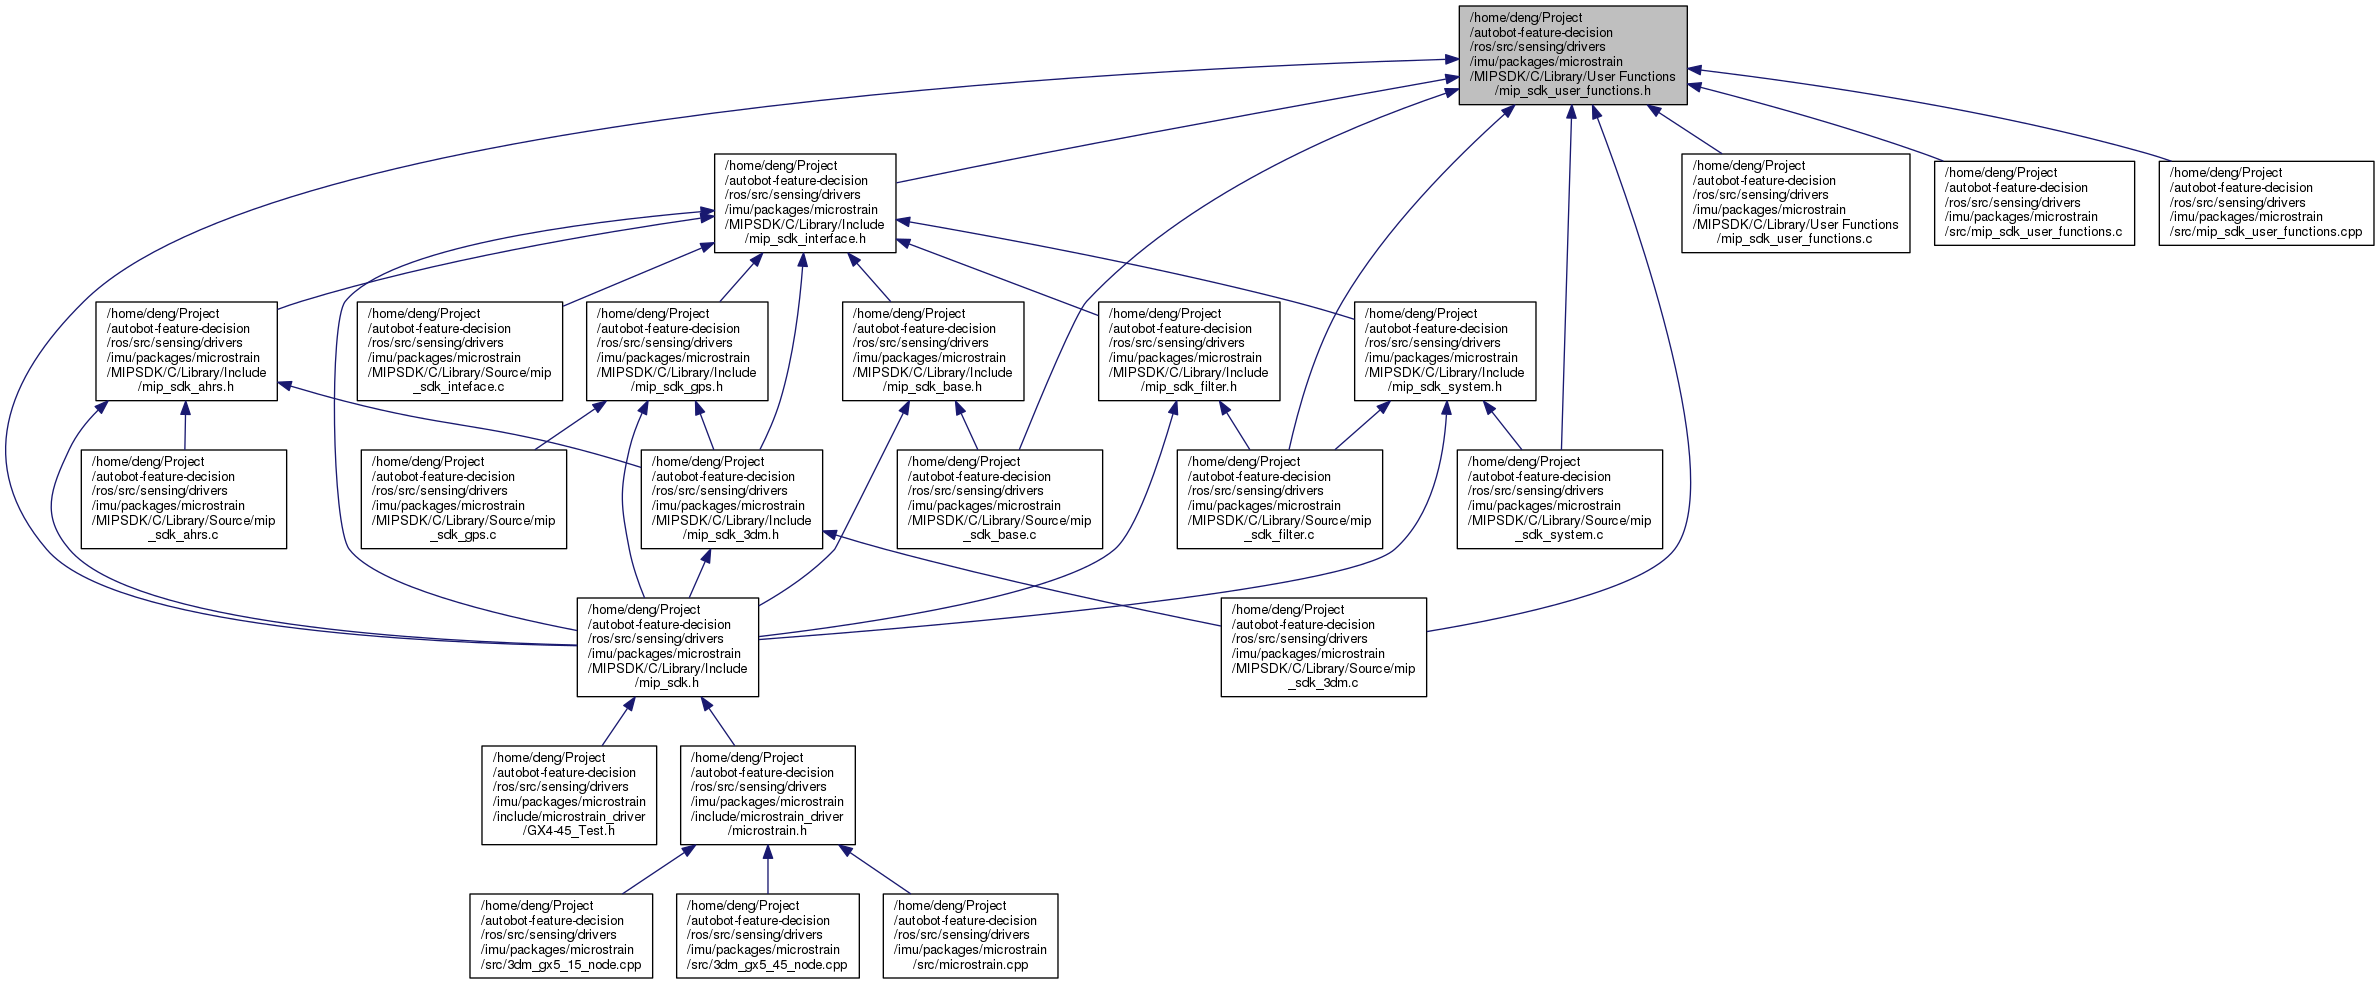 /home/deng/Project
/autobot-feature-decision
/ros/src/sensing/drivers
/imu/packages/microstrain
/MIPSDK/C/Library/User Functions
/mip_sdk_user_functions.h
/home/deng/Project
/autobot-feature-decision
/ros/src/sensing/drivers
/imu/packages/microstrain
/MIPSDK/C/Library/Include
/mip_sdk_interface.h
/home/deng/Project
/autobot-feature-decision
/ros/src/sensing/drivers
/imu/packages/microstrain
/MIPSDK/C/Library/User Functions
/mip_sdk_user_functions.c
/home/deng/Project
/autobot-feature-decision
/ros/src/sensing/drivers
/imu/packages/microstrain
/src/mip_sdk_user_functions.c
/home/deng/Project
/autobot-feature-decision
/ros/src/sensing/drivers
/imu/packages/microstrain
/src/mip_sdk_user_functions.cpp
/home/deng/Project
/autobot-feature-decision
/ros/src/sensing/drivers
/imu/packages/microstrain
/MIPSDK/C/Library/Include
/mip_sdk_ahrs.h
/home/deng/Project
/autobot-feature-decision
/ros/src/sensing/drivers
/imu/packages/microstrain
/MIPSDK/C/Library/Source/mip
_sdk_inteface.c
/home/deng/Project
/autobot-feature-decision
/ros/src/sensing/drivers
/imu/packages/microstrain
/MIPSDK/C/Library/Include
/mip_sdk_gps.h
/home/deng/Project
/autobot-feature-decision
/ros/src/sensing/drivers
/imu/packages/microstrain
/MIPSDK/C/Library/Include
/mip_sdk_base.h
/home/deng/Project
/autobot-feature-decision
/ros/src/sensing/drivers
/imu/packages/microstrain
/MIPSDK/C/Library/Include
/mip_sdk_filter.h
/home/deng/Project
/autobot-feature-decision
/ros/src/sensing/drivers
/imu/packages/microstrain
/MIPSDK/C/Library/Include
/mip_sdk_system.h
/home/deng/Project
/autobot-feature-decision
/ros/src/sensing/drivers
/imu/packages/microstrain
/MIPSDK/C/Library/Source/mip
_sdk_ahrs.c
/home/deng/Project
/autobot-feature-decision
/ros/src/sensing/drivers
/imu/packages/microstrain
/MIPSDK/C/Library/Source/mip
_sdk_gps.c
/home/deng/Project
/autobot-feature-decision
/ros/src/sensing/drivers
/imu/packages/microstrain
/MIPSDK/C/Library/Include
/mip_sdk_3dm.h
/home/deng/Project
/autobot-feature-decision
/ros/src/sensing/drivers
/imu/packages/microstrain
/MIPSDK/C/Library/Source/mip
_sdk_base.c
/home/deng/Project
/autobot-feature-decision
/ros/src/sensing/drivers
/imu/packages/microstrain
/MIPSDK/C/Library/Source/mip
_sdk_filter.c
/home/deng/Project
/autobot-feature-decision
/ros/src/sensing/drivers
/imu/packages/microstrain
/MIPSDK/C/Library/Source/mip
_sdk_system.c
/home/deng/Project
/autobot-feature-decision
/ros/src/sensing/drivers
/imu/packages/microstrain
/MIPSDK/C/Library/Include
/mip_sdk.h
/home/deng/Project
/autobot-feature-decision
/ros/src/sensing/drivers
/imu/packages/microstrain
/MIPSDK/C/Library/Source/mip
_sdk_3dm.c
/home/deng/Project
/autobot-feature-decision
/ros/src/sensing/drivers
/imu/packages/microstrain
/include/microstrain_driver
/GX4-45_Test.h
/home/deng/Project
/autobot-feature-decision
/ros/src/sensing/drivers
/imu/packages/microstrain
/include/microstrain_driver
/microstrain.h
/home/deng/Project
/autobot-feature-decision
/ros/src/sensing/drivers
/imu/packages/microstrain
/src/3dm_gx5_15_node.cpp
/home/deng/Project
/autobot-feature-decision
/ros/src/sensing/drivers
/imu/packages/microstrain
/src/3dm_gx5_45_node.cpp
/home/deng/Project
/autobot-feature-decision
/ros/src/sensing/drivers
/imu/packages/microstrain
/src/microstrain.cpp